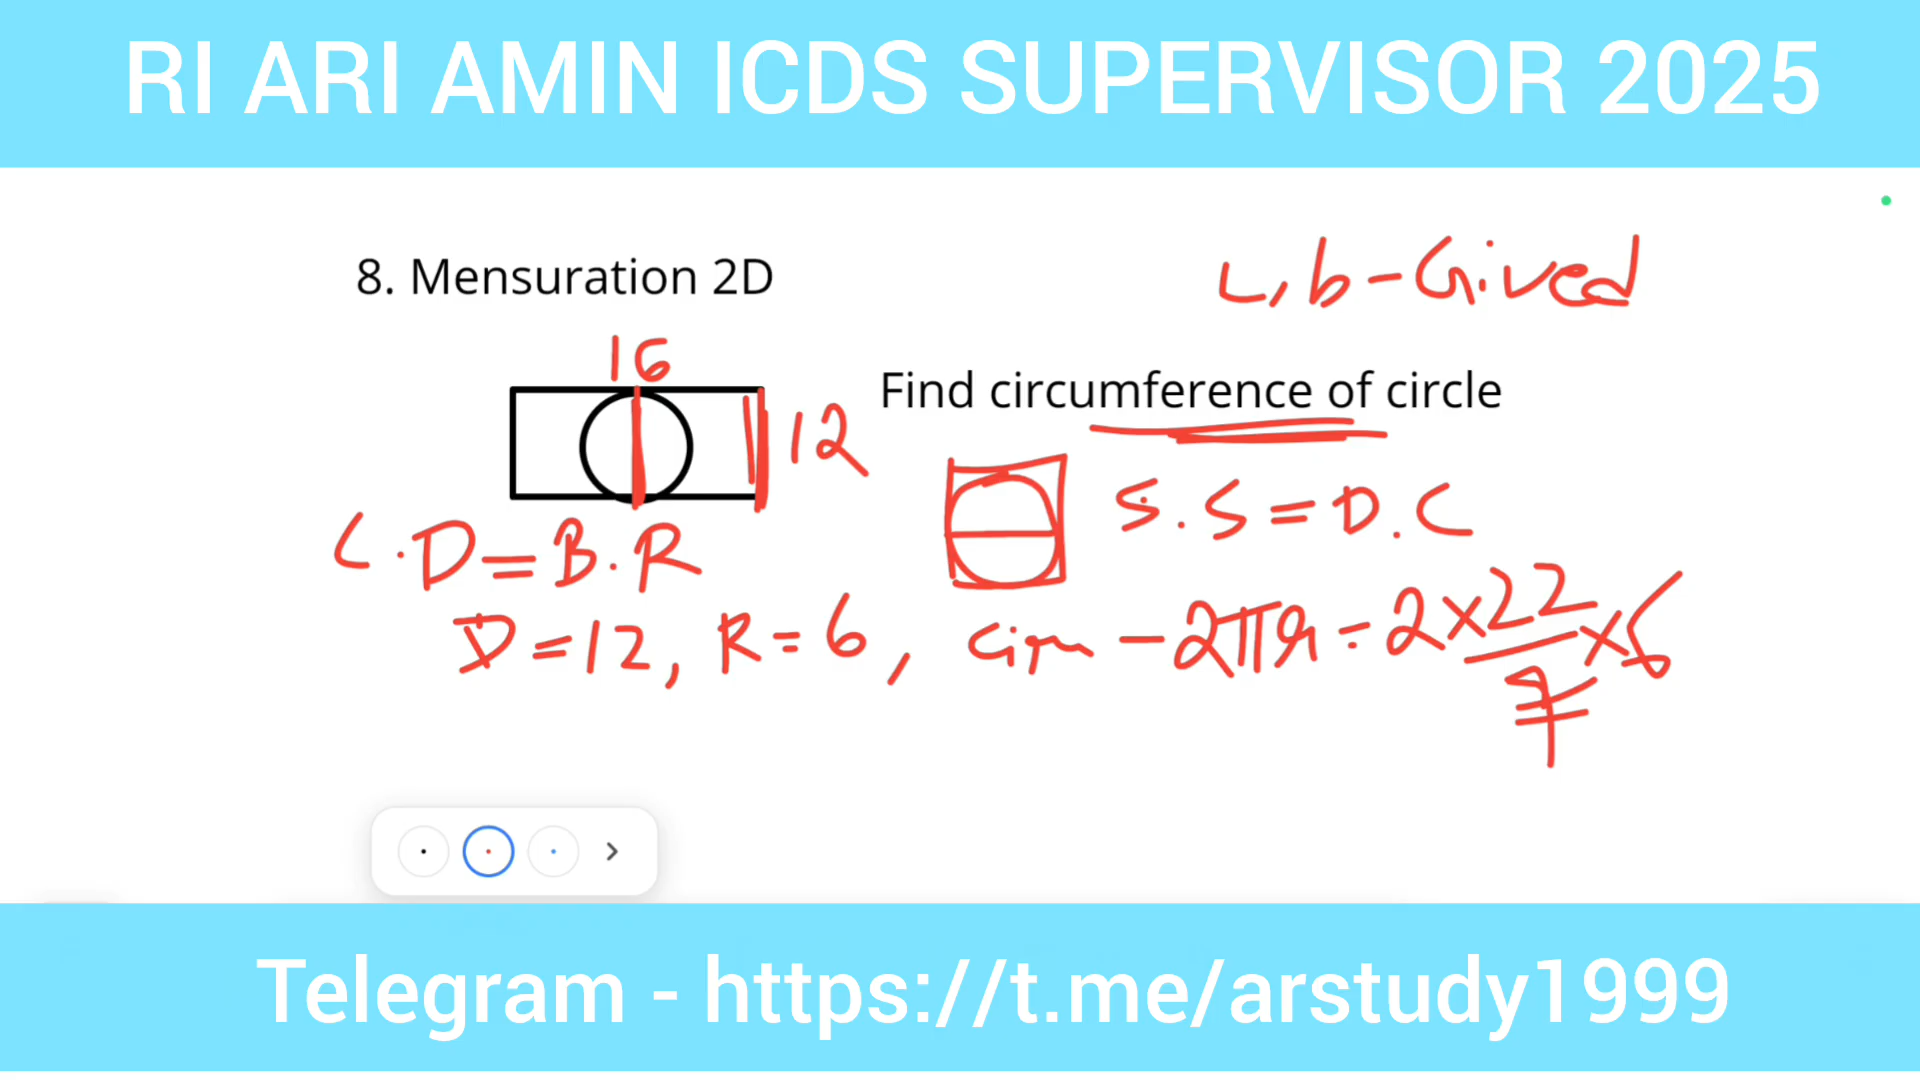 RI ARI AMIN ICDS SUPERVISOR 2025
L, b - Gived
8. Mensuration 2D
16
12
Find circumference of circle
S.S = D.C
C.D = B.R
D = 12, R = 6, Cirm - 2πr = 2 × 22/7 × 6
Telegram - https://t.me/arstudy1999